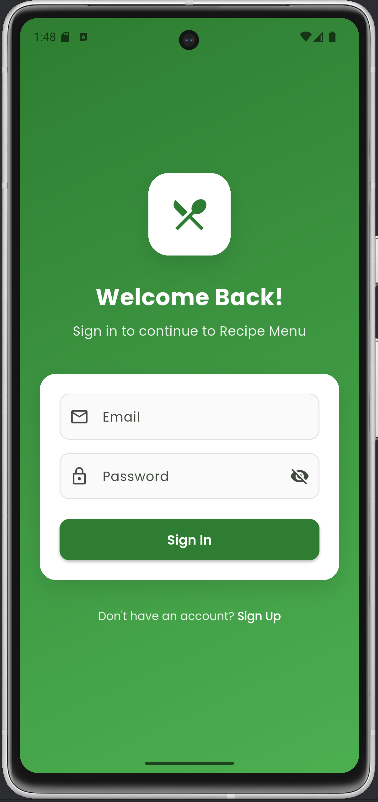 1:48
Welcome Back!
Sign in to continue to Recipe Menu
Email
Password
Sign In
Don't have an account? Sign Up